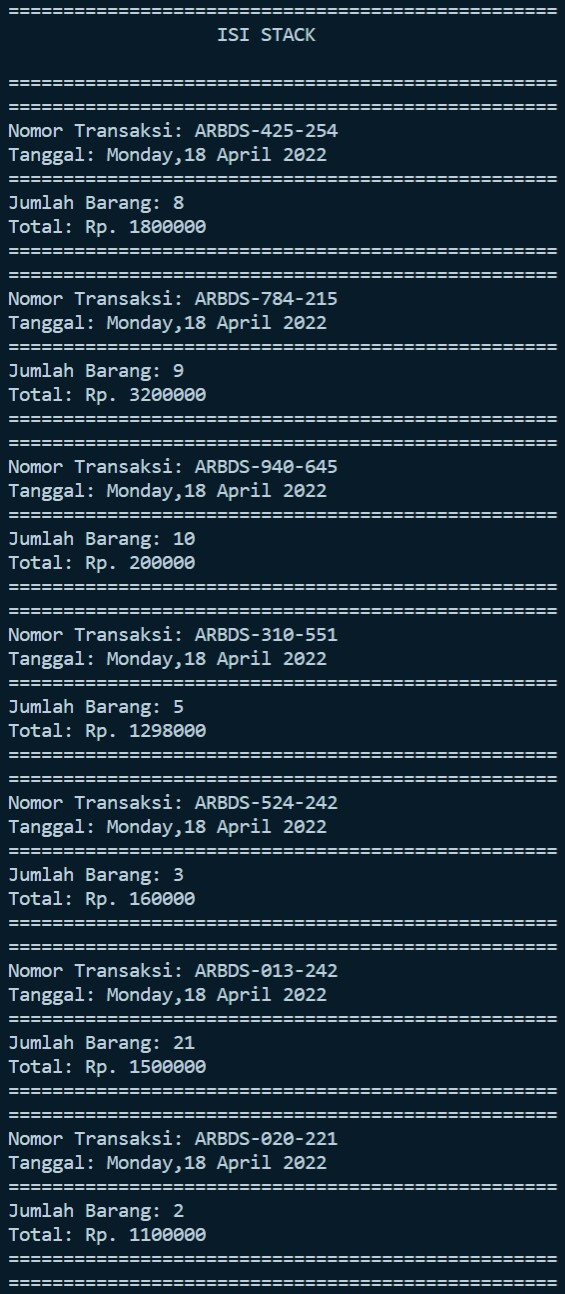 ==================================================
ISI STACK
==================================================
==================================================
Nomor Transaksi: ARBDS-425-254
Tanggal: Monday,18 April 2022
==================================================
Jumlah Barang: 8
Total: Rp. 1800000
==================================================
==================================================
Nomor Transaksi: ARBDS-784-215
Tanggal: Monday,18 April 2022
==================================================
Jumlah Barang: 9
Total: Rp. 3200000
==================================================
==================================================
Nomor Transaksi: ARBDS-940-645
Tanggal: Monday,18 April 2022
==================================================
Jumlah Barang: 10
Total: Rp. 200000
==================================================
==================================================
Nomor Transaksi: ARBDS-310-551
Tanggal: Monday,18 April 2022
==================================================
Jumlah Barang: 5
Total: Rp. 1298000
==================================================
==================================================
Nomor Transaksi: ARBDS-524-242
Tanggal: Monday,18 April 2022
==================================================
Jumlah Barang: 3
Total: Rp. 160000
==================================================
==================================================
Nomor Transaksi: ARBDS-013-242
Tanggal: Monday,18 April 2022
==================================================
Jumlah Barang: 21
Total: Rp. 1500000
==================================================
==================================================
Nomor Transaksi: ARBDS-020-221
Tanggal: Monday,18 April 2022
==================================================
Jumlah Barang: 2
Total: Rp. 1100000
==================================================
==================================================